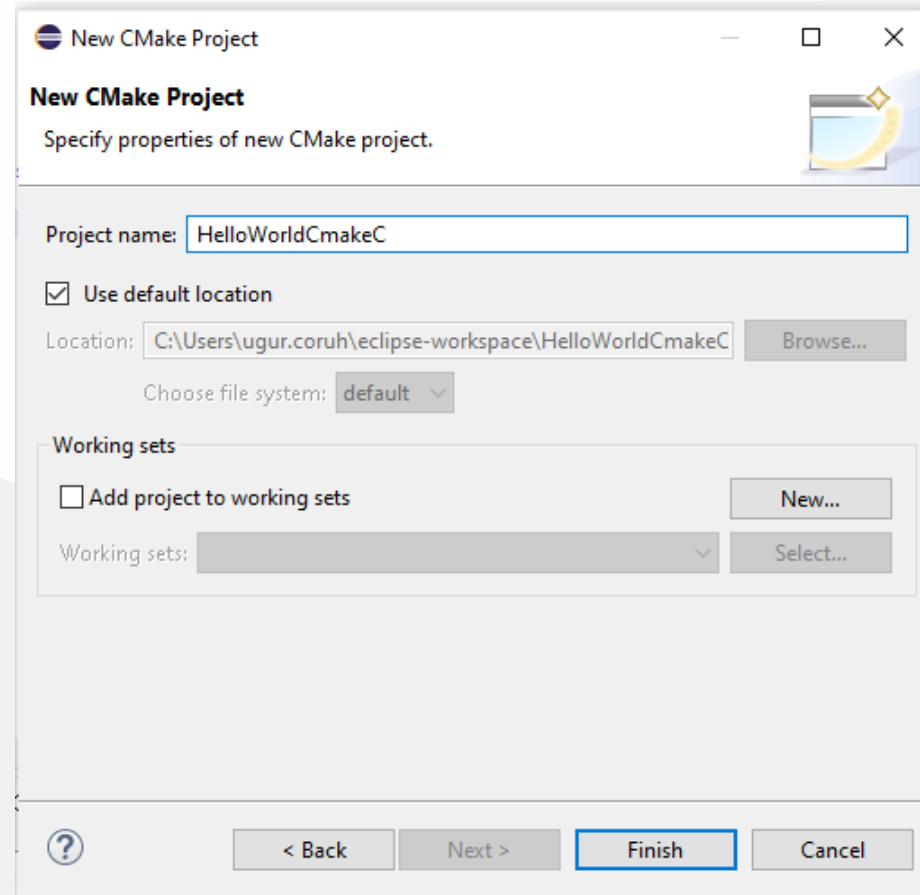 New CMake Project
New CMake Project
Specify properties of new CMake project.
Project name: HelloWorldCmakeC
Use default location
Location: C:\Users\ugur.coruh\eclipse-workspace\HelloWorldCmakeC Browse...
Choose file system: default
Working sets
Add project to working sets New...
Working sets: Select...
? < Back Next > Finish Cancel